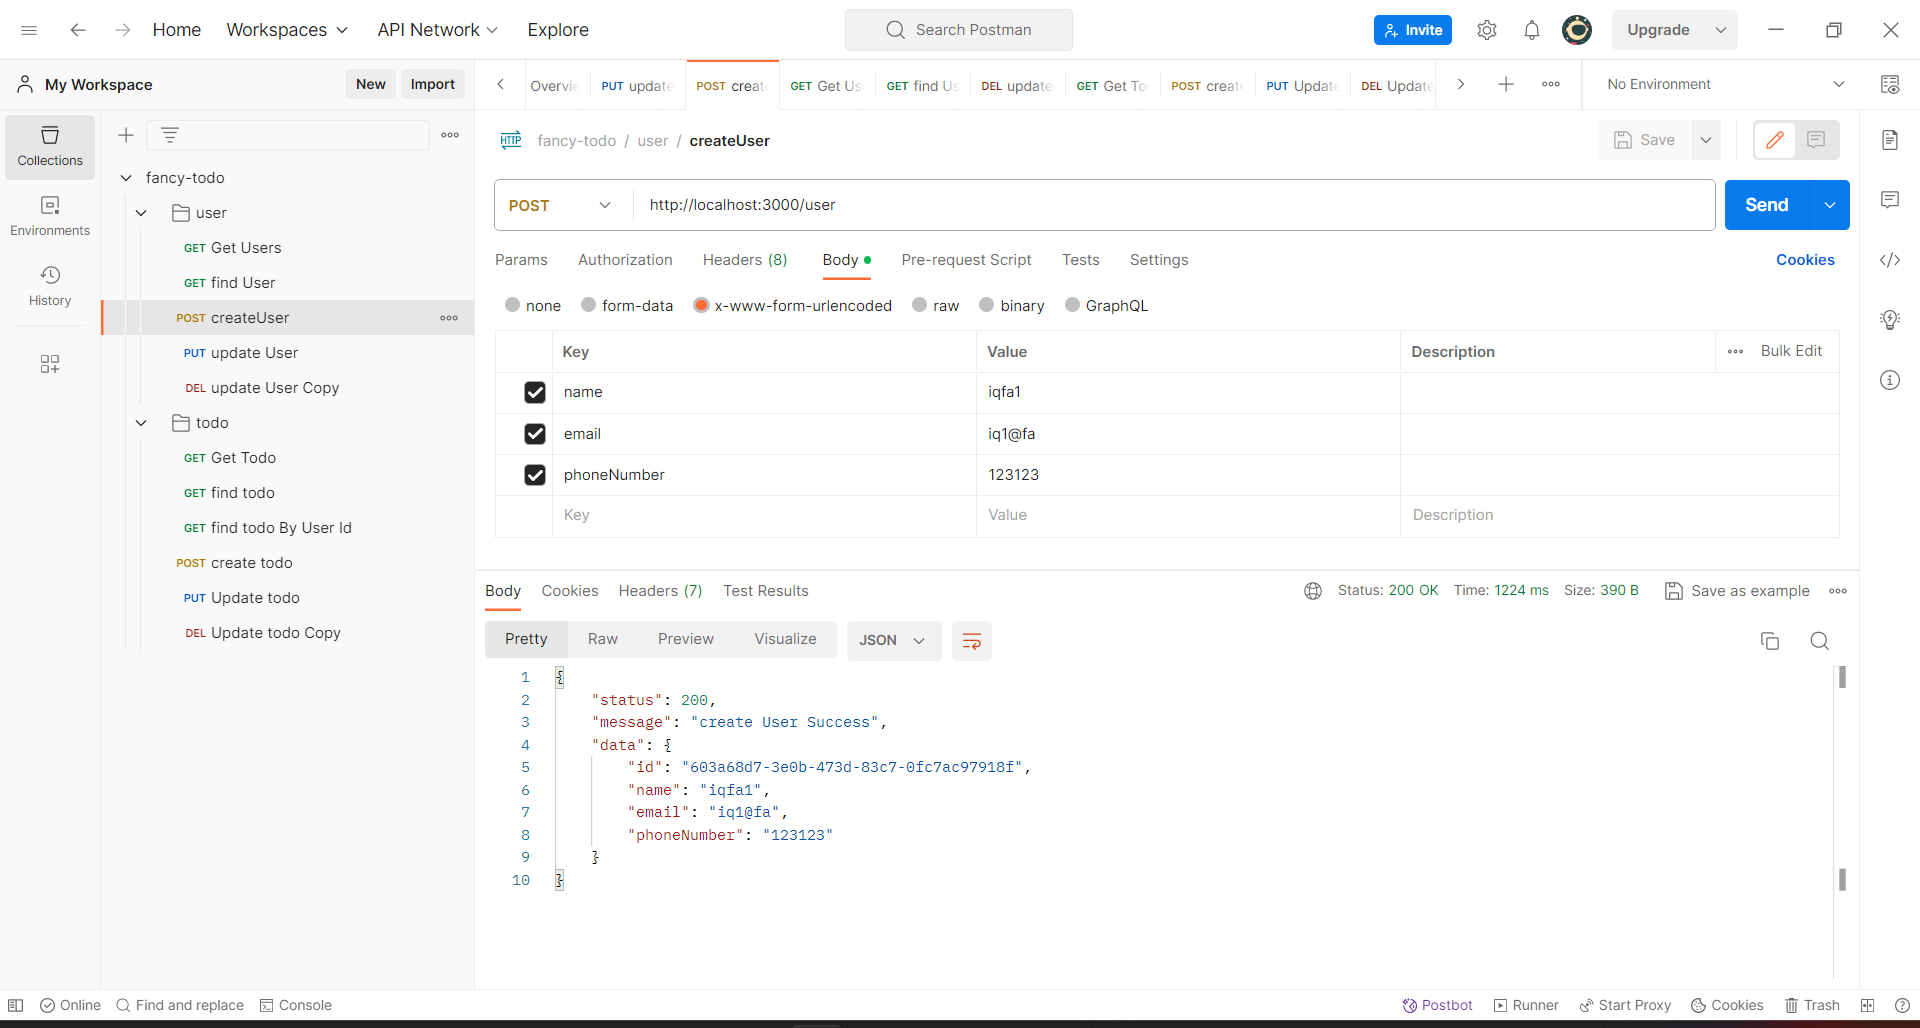 Home Workspaces API Network Explore Search Postman Invite Upgrade
My Workspace New Import Overvie PUT update POST creat GET Get Us GET find Us DEL update GET Get To POST creat PUT Updat DEL Update No Environment
Collections
Environments
History
fancy-todo
user
GET Get Users
GET find User
POST createUser
PUT update User
DEL update User Copy
todo
GET Get Todo
GET find todo
GET find todo By User Id
POST create todo
PUT Update todo
DEL Update todo Copy
HTTP fancy-todo / user / createUser Save
POST http://localhost:3000/user Send
Params Authorization Headers (8) Body Pre-request Script Tests Settings Cookies
none form-data x-www-form-urlencoded raw binary GraphQL
Key Value Description Bulk Edit
name iqfa1
email iq1@fa
phoneNumber 123123
Key Value Description
Body Cookies Headers (7) Test Results Status: 200 OK Time: 1224 ms Size: 390 B Save as example
Pretty Raw Preview Visualize JSON
1 {
2 "status": 200,
3 "message": "create User Success",
4 "data": {
5 "id": "603a68d7-3e0b-473d-83c7-0fc7ac97918f",
6 "name": "iqfa1",
7 "email": "iq1@fa",
8 "phoneNumber": "123123"
9 }
10 }
Online Find and replace Console Postbot Runner Start Proxy Cookies Trash